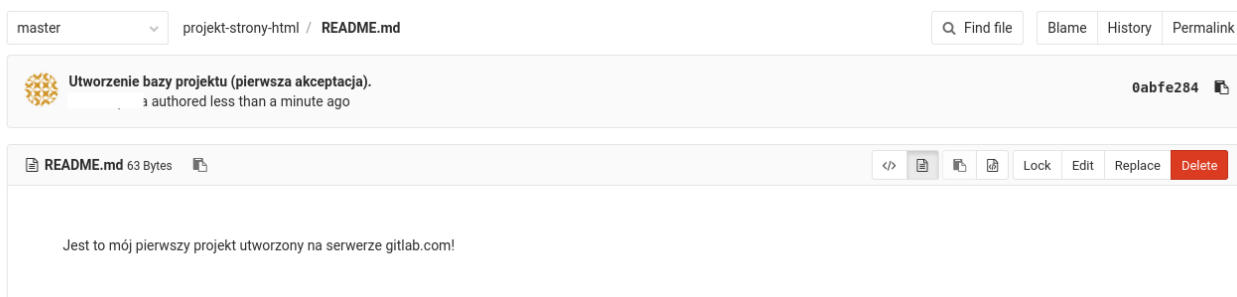 master projekt-strony-html / README.md Find file Blame History Permalink
Utworzenie bazy projektu (pierwsza akceptacja).
authored less than a minute ago 0abfe284
README.md 63 Bytes </> Lock Edit Replace Delete
Jest to mój pierwszy projekt utworzony na serwerze gitlab.com!